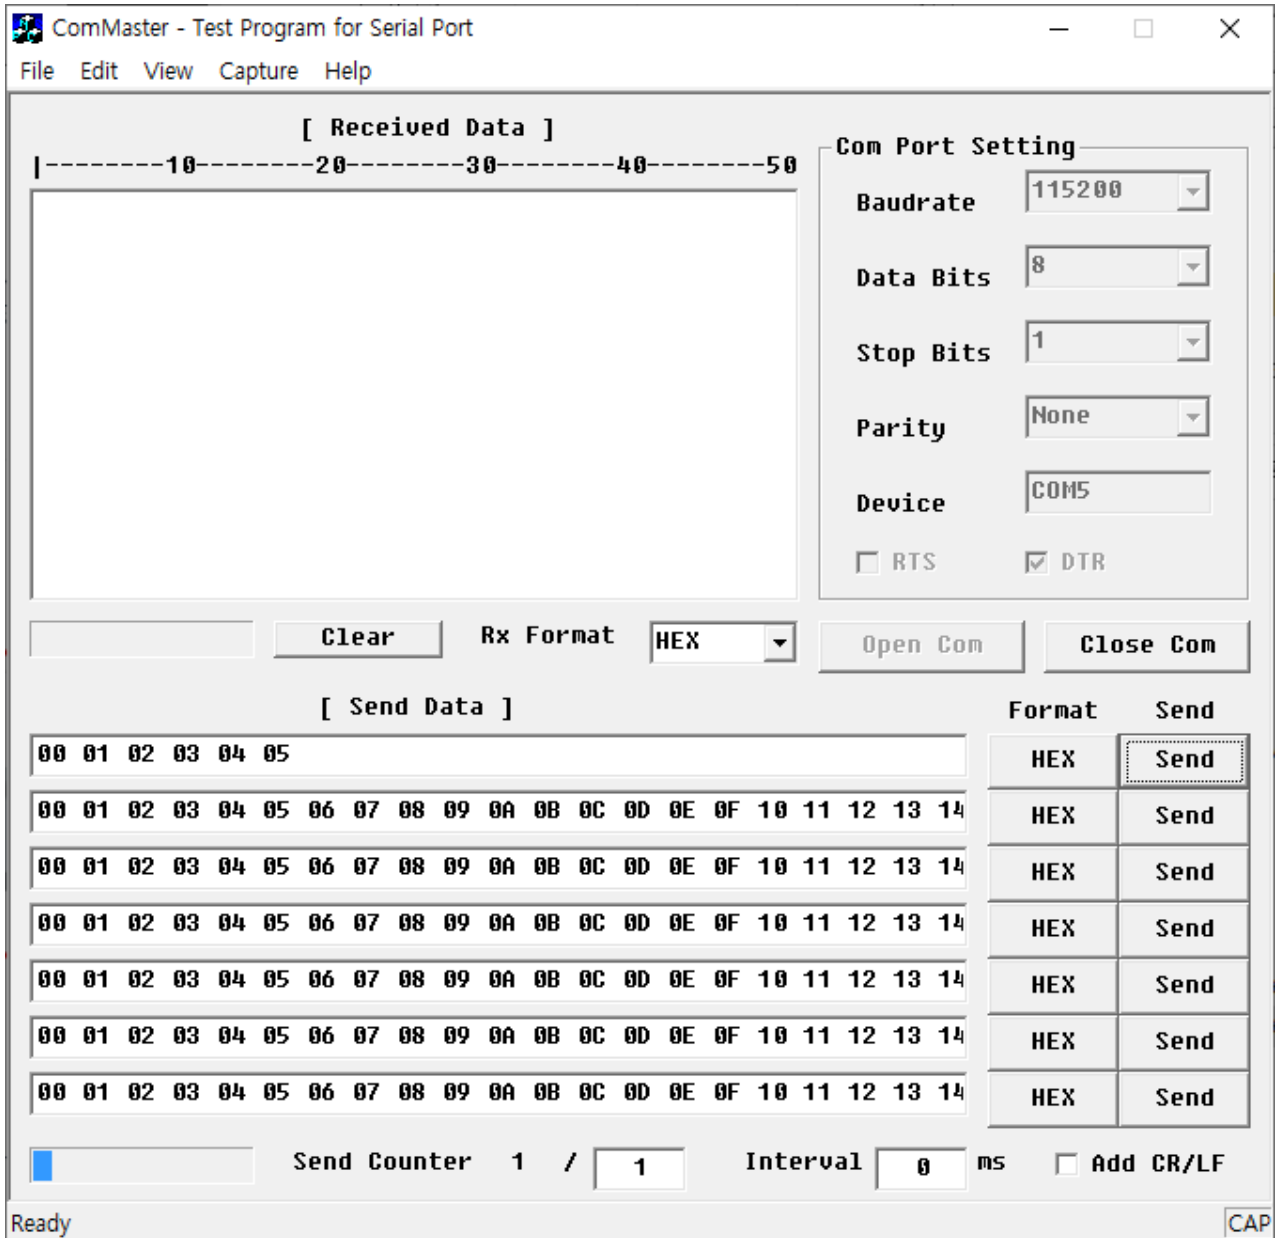 ComMaster - Test Program for Serial Port
File Edit View Capture Help
[ Received Data ]
|--------10--------20--------30--------40--------50
Com Port Setting
Baudrate 115200
Data Bits 8
Stop Bits 1
Parity None
Device COM5
RTS DTR
Clear Rx Format HEX Open Com Close Com
[ Send Data ] Format Send
00 01 02 03 04 05 HEX Send
00 01 02 03 04 05 06 07 08 09 0A 0B 0C 0D 0E 0F 10 11 12 13 14 HEX Send
00 01 02 03 04 05 06 07 08 09 0A 0B 0C 0D 0E 0F 10 11 12 13 14 HEX Send
00 01 02 03 04 05 06 07 08 09 0A 0B 0C 0D 0E 0F 10 11 12 13 14 HEX Send
00 01 02 03 04 05 06 07 08 09 0A 0B 0C 0D 0E 0F 10 11 12 13 14 HEX Send
00 01 02 03 04 05 06 07 08 09 0A 0B 0C 0D 0E 0F 10 11 12 13 14 HEX Send
00 01 02 03 04 05 06 07 08 09 0A 0B 0C 0D 0E 0F 10 11 12 13 14 HEX Send
Send Counter 1 / 1 Interval 0 ms Add CR/LF
Ready CAP